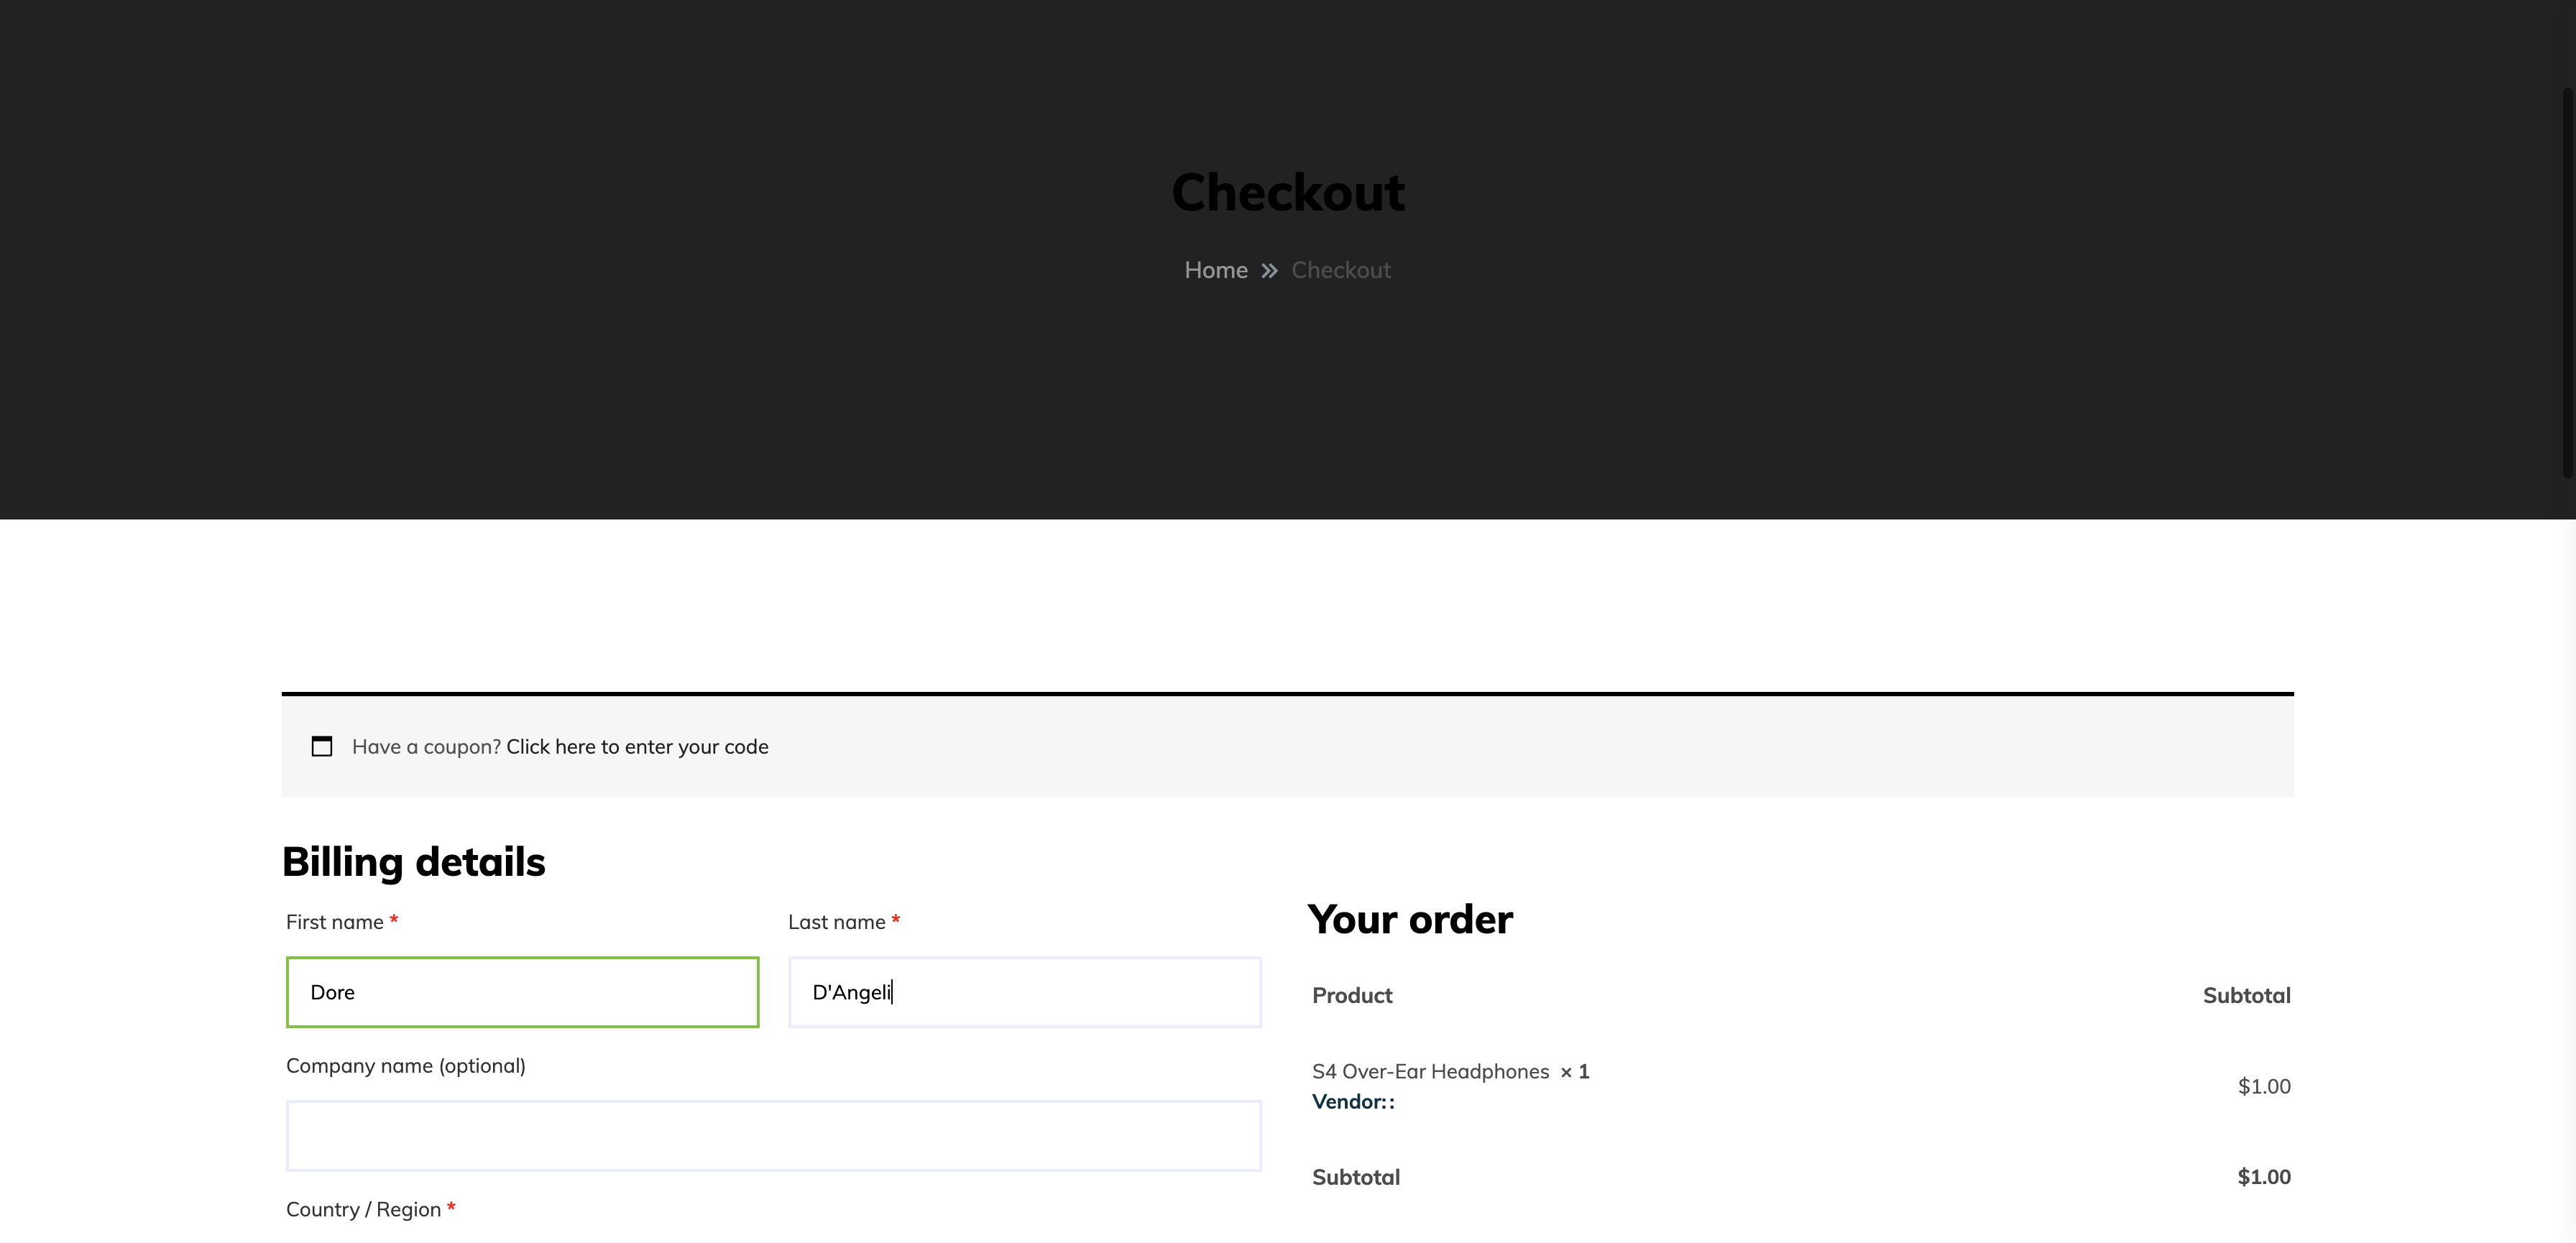 Checkout
Home » Checkout
Have a coupon? Click here to enter your code
Billing details
First name *
Last name *
Dore
D'Angeli
Company name (optional)
Country / Region *
Your order
Product Subtotal
S4 Over-Ear Headphones × 1
Vendor::
$1.00
Subtotal $1.00